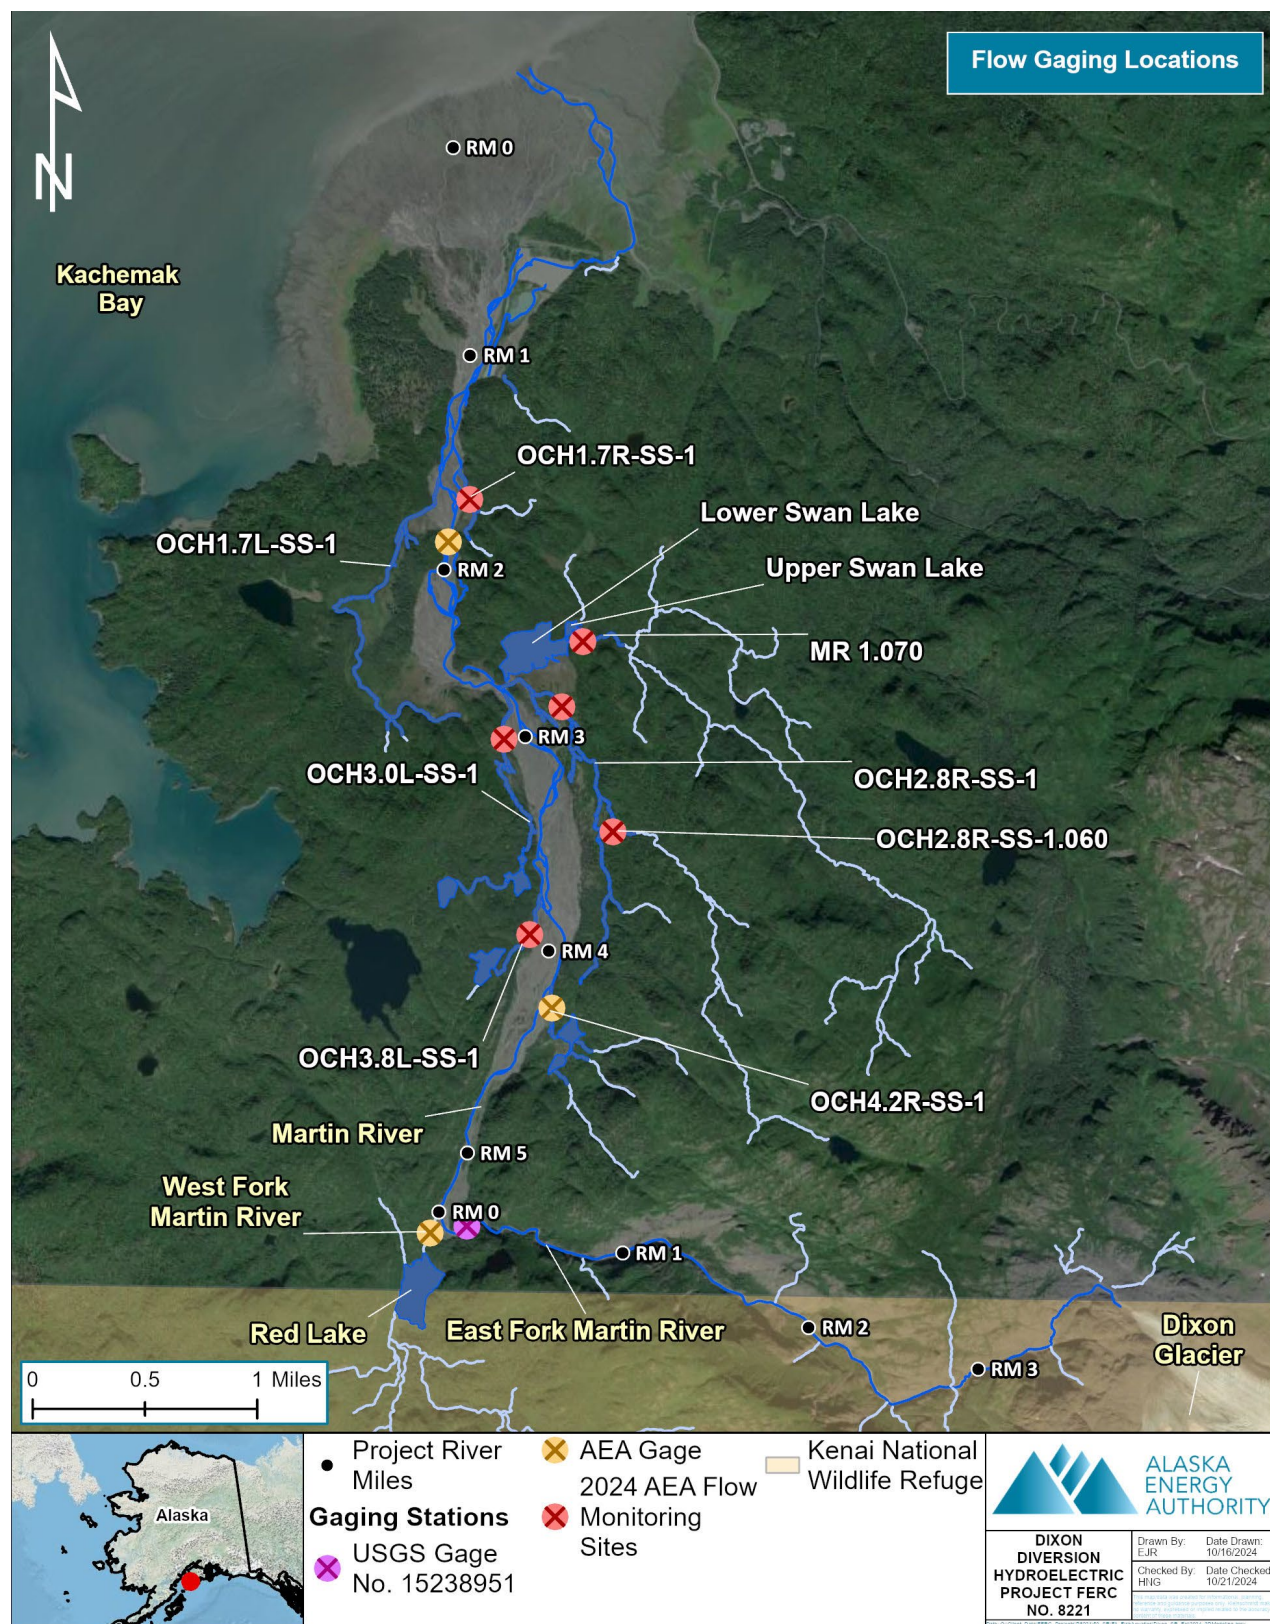 Flow Gaging Locations
N
RM 0
Kachemak
Bay
RM 1
OCH1.7R-SS-1
Lower Swan Lake
OCH1.7L-SS-1
RM 2
Upper Swan Lake
MR 1.070
RM 3
OCH3.0L-SS-1
OCH2.8R-SS-1
OCH2.8R-SS-1.060
RM 4
OCH3.8L-SS-1
OCH4.2R-SS-1
Martin River
RM 5
West Fork
Martin River
RM 0
RM 1
Red Lake
East Fork Martin River
RM 2
Dixon
Glacier
RM 3
0 0.5 1 Miles
Alaska
Project River
Miles
Gaging Stations
USGS Gage
No. 15238951
AEA Gage
2024 AEA Flow
Monitoring
Sites
Kenai National
Wildlife Refuge
ALASKA
ENERGY
AUTHORITY
DIXON
DIVERSION
HYDROELECTRIC
PROJECT FERC
NO. 8221
Drawn By:
EJR
Date Drawn:
10/16/2024
Checked By:
HNG
Date Checked
10/21/2024